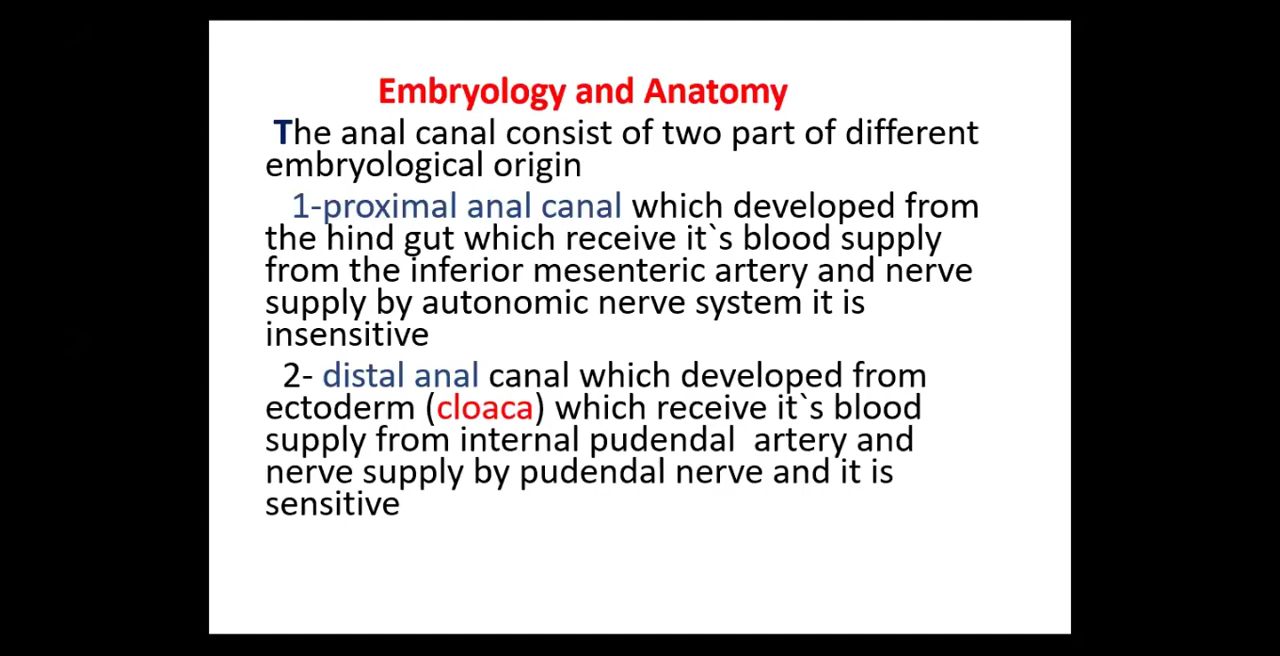 Embryology and Anatomy
The anal canal consist of two part of different
embryological origin
1-proximal anal canal which developed from
the hind gut which receive it`s blood supply
from the inferior mesenteric artery and nerve
supply by autonomic nerve system it is
insensitive
2- distal anal canal which developed from
ectoderm (cloaca) which receive it`s blood
supply from internal pudendal artery and
nerve supply by pudendal nerve and it is
sensitive